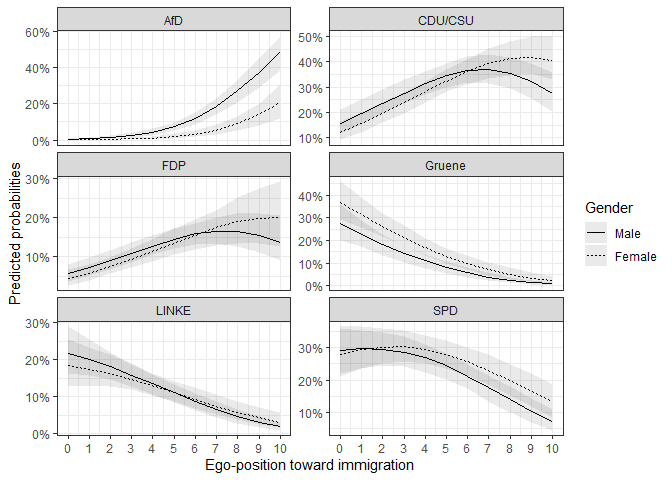 AfD
CDU/CSU
60%
40%
20%
0%
50%
40%
30%
20%
10%
FDP
Gruene
30%
20%
10%
40%
30%
20%
10%
0%
LINKE
SPD
30%
20%
10%
0%
30%
20%
10%
0 1 2 3 4 5 6 7 8 9 10
0 1 2 3 4 5 6 7 8 9 10
Ego-position toward immigration
Predicted probabilities
Gender
Male
Female